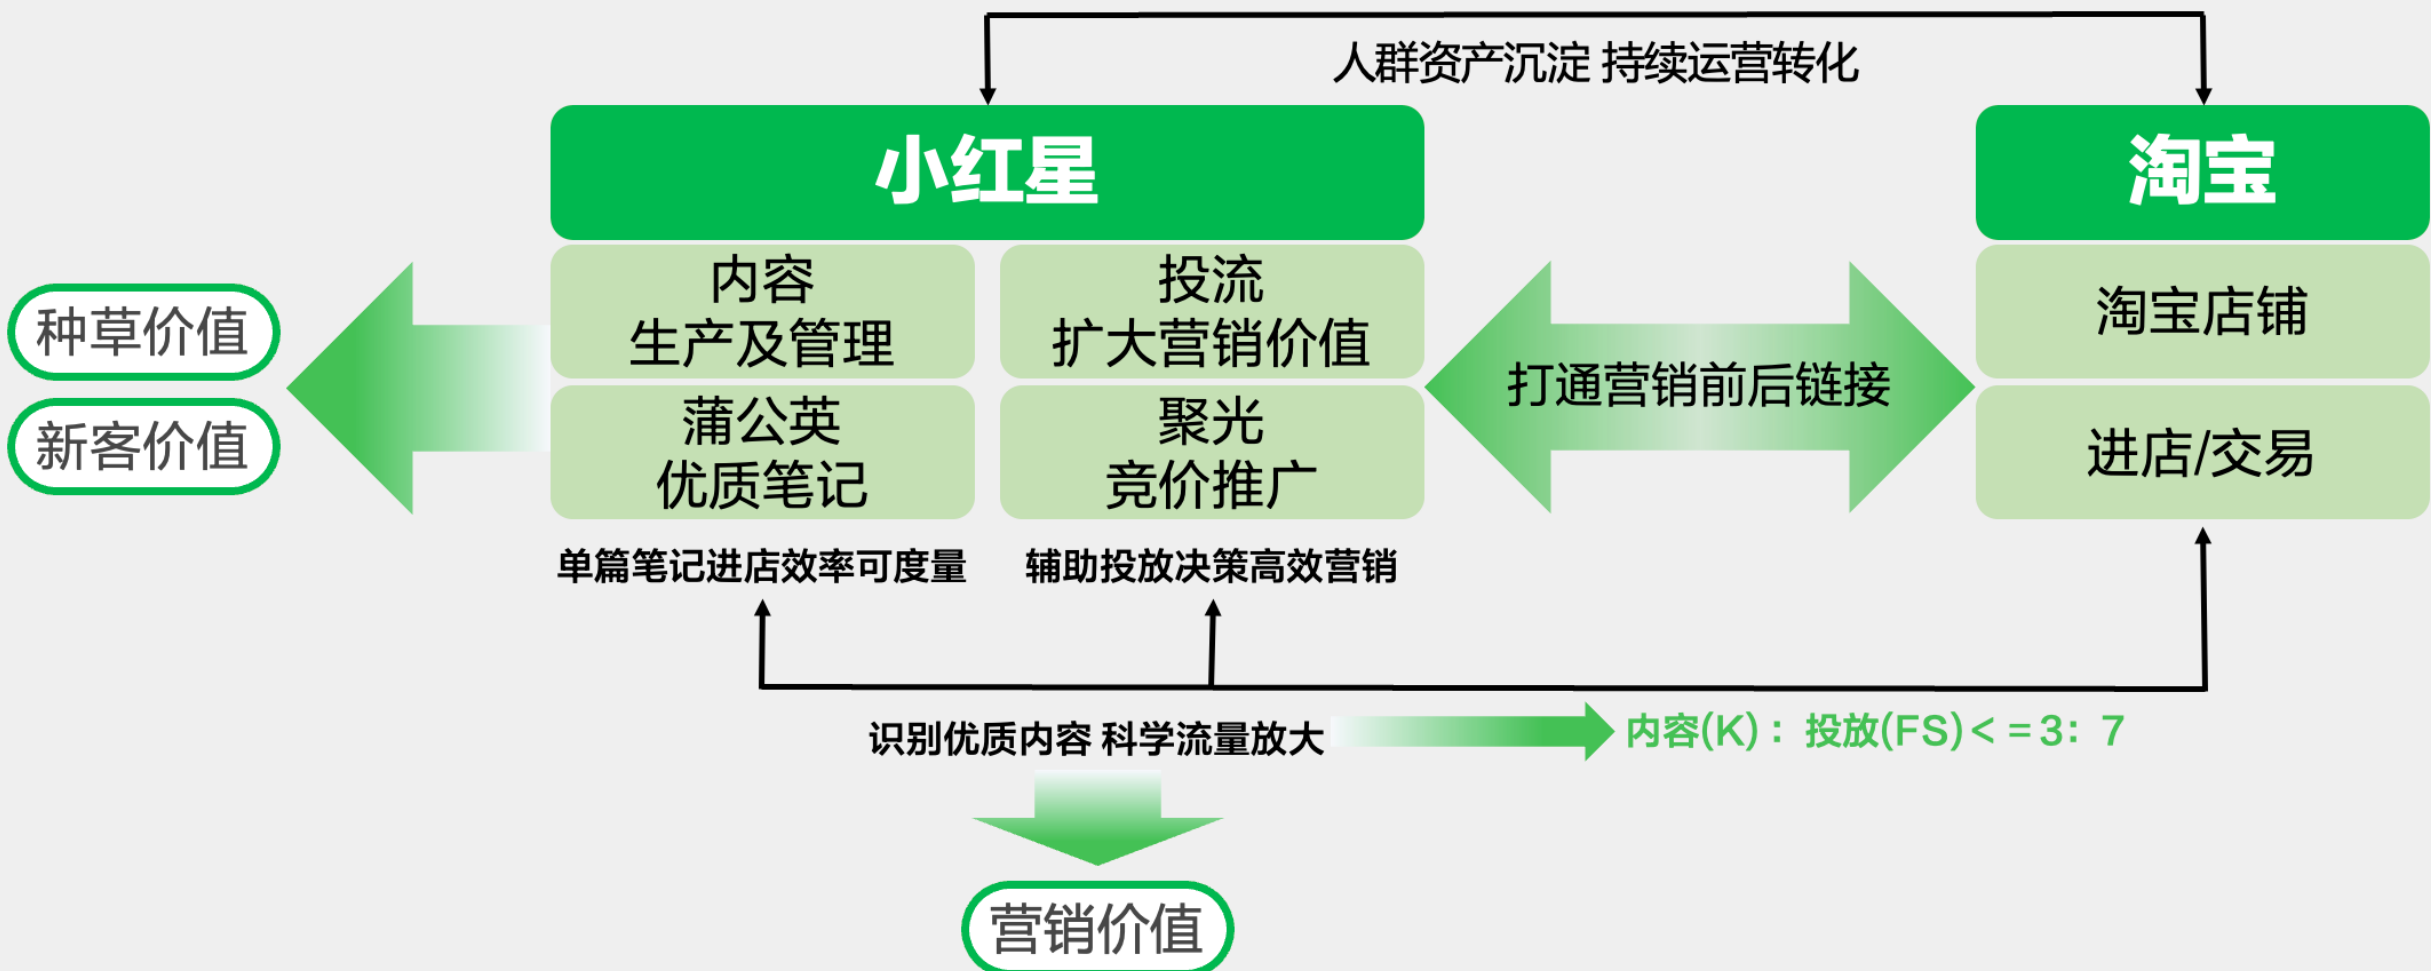 人群资产沉淀 持续运营转化
小红星
淘宝
内容
生产及管理
投流
扩大营销价值
淘宝店铺
种草价值
新客价值
打通营销前后链接
蒲公英
优质笔记
聚光
竞价推广
进店/交易
单篇笔记进店效率可度量
辅助投放决策高效营销
识别优质内容 科学流量放大
内容(K)：投放(FS)<=3：7
营销价值